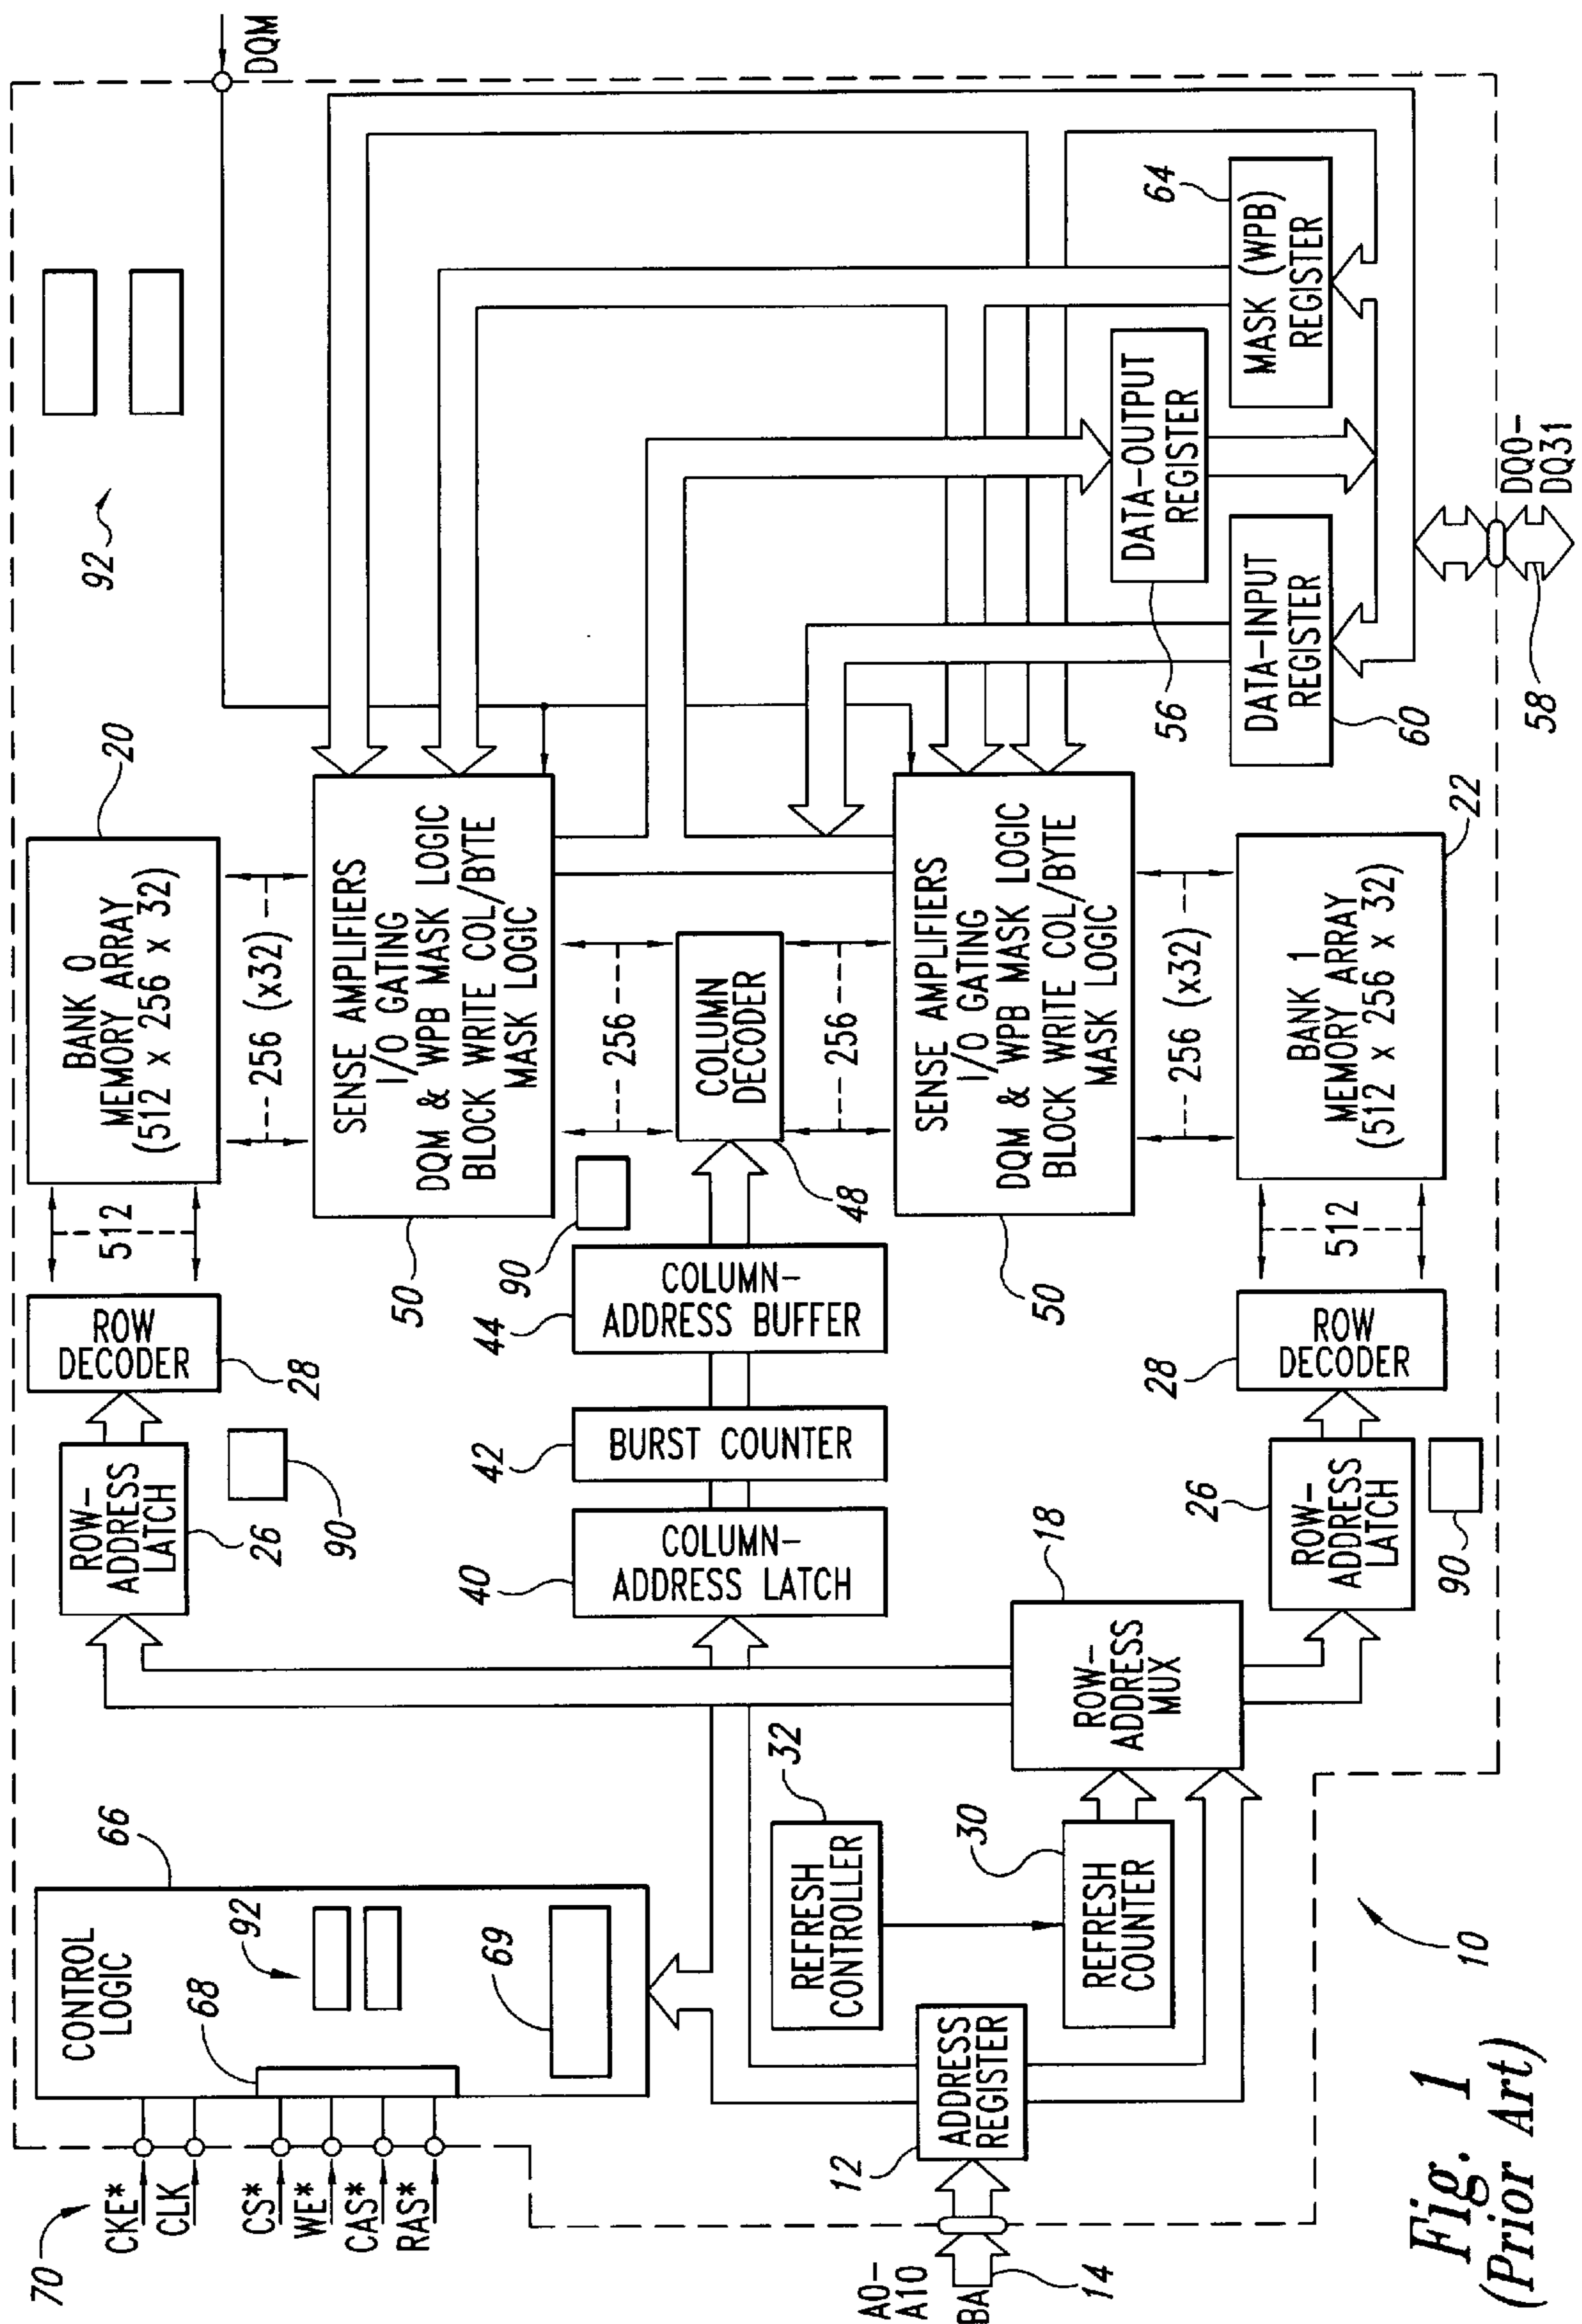 70
CKE*
CLK
CS*
WE*
CAS*
RAS*
CONTROL
LOGIC
66
68
92
69
A0-
A10
BA
14
12
ADDRESS
REGISTER
REFRESH
CONTROLLER
32
REFRESH
COUNTER
30
ROW-
ADDRESS
MUX
18
ROW-
ADDRESS
LATCH
26
90
ROW
DECODER
28
512
BANK 0
MEMORY ARRAY
(512 x 256 x 32)
20
256 (x32)
SENSE AMPLIFIERS
I/O GATING
DQM & WPB MASK LOGIC
BLOCK WRITE COL/BYTE
MASK LOGIC
50
256
COLUMN-
ADDRESS LATCH
40
BURST COUNTER
42
COLUMN-
ADDRESS BUFFER
44
90
COLUMN
DECODER
48
256
SENSE AMPLIFIERS
I/O GATING
DQM & WPB MASK LOGIC
BLOCK WRITE COL/BYTE
MASK LOGIC
50
256 (x32)
ROW-
ADDRESS
LATCH
26
90
ROW
DECODER
28
512
BANK 1
MEMORY ARRAY
(512 x 256 x 32)
22
92
DQM
DATA-OUTPUT
REGISTER
56
DATA-INPUT
REGISTER
60
MASK (WPB)
REGISTER
64
DQ0-
DQ31
58
10
Fig. 1
(Prior Art)